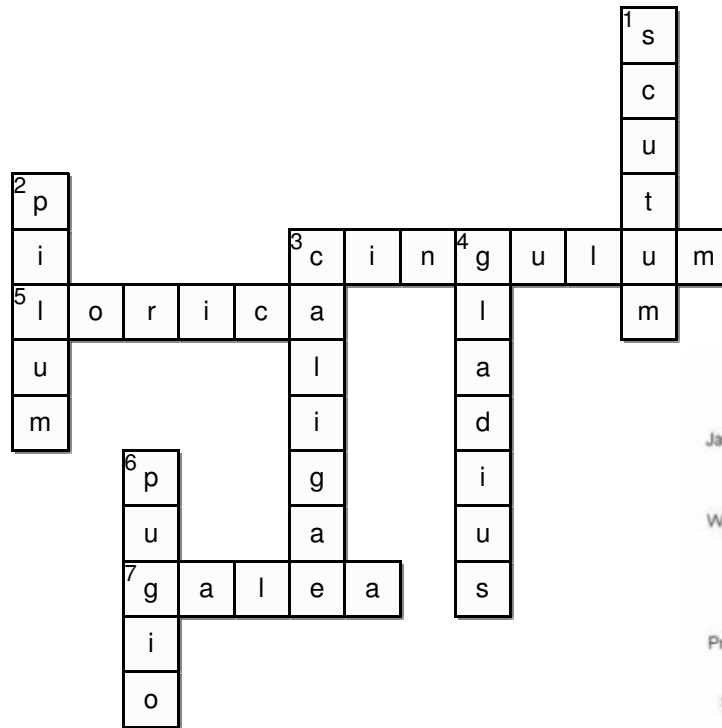 1 s
c
u
2 p t
i 3 c i n 4 g u l u m
5 l o r i c a l m
u l a
m i d
6 p g i
u a u
7 g a l e a s
i
o